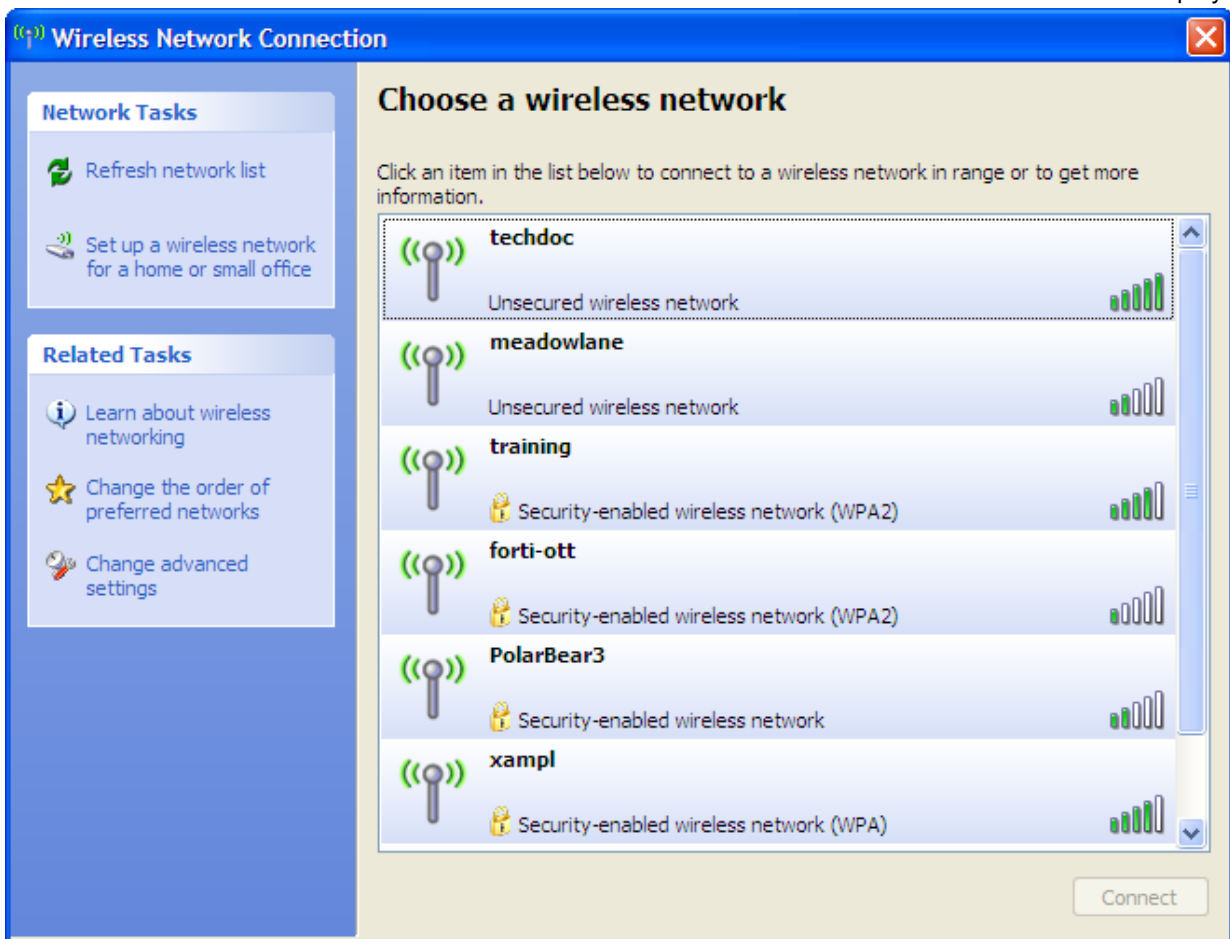 Wireless Network Connection
Network Tasks
Refresh network list
Set up a wireless network
for a home or small office
Related Tasks
Learn about wireless
networking
Change the order of
preferred networks
Change advanced
settings
Choose a wireless network
Click an item in the list below to connect to a wireless network in range or to get more
information.
techdoc
Unsecured wireless network
meadowlane
Unsecured wireless network
training
Security-enabled wireless network (WPA2)
forti-ott
Security-enabled wireless network (WPA2)
PolarBear3
Security-enabled wireless network
xampl
Security-enabled wireless network (WPA)
Connect